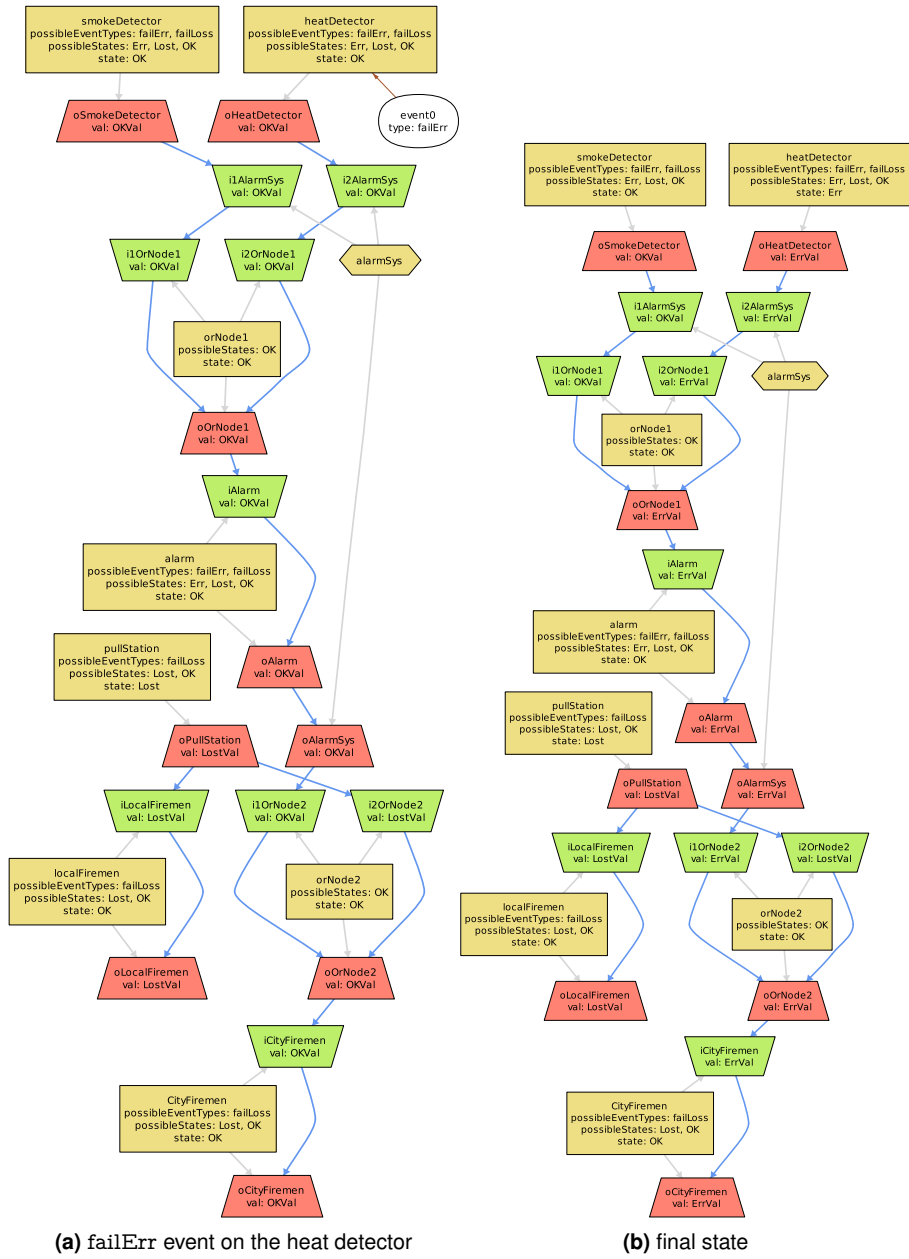 smokeDetector
possibleEventTypes: failErr, failLoss
possibleStates: Err, Lost, OK
state: OK
heatDetector
possibleEventTypes: failErr, failLoss
possibleStates: Err, Lost, OK
state: OK
oSmokeDetector
val: OKVal
oHeatDetector
val: OKVal
event0
type: failErr
i1AlarmSys
val: OKVal
i2AlarmSys
val: OKVal
i1OrNode1
val: OKVal
i2OrNode1
val: OKVal
alarmSys
orNode1
possibleStates: OK
state: OK
oOrNode1
val: OKVal
iAlarm
val: OKVal
alarm
possibleEventTypes: failErr, failLoss
possibleStates: Err, Lost, OK
state: OK
pullStation
possibleEventTypes: failLoss
possibleStates: Lost, OK
state: Lost
oAlarm
val: OKVal
oPullStation
val: LostVal
oAlarmSys
val: OKVal
iLocalFiremen
val: LostVal
i1OrNode2
val: OKVal
i2OrNode2
val: LostVal
localFiremen
possibleEventTypes: failLoss
possibleStates: Lost, OK
state: OK
orNode2
possibleStates: OK
state: OK
oLocalFiremen
val: LostVal
oOrNode2
val: OKVal
iCityFiremen
val: OKVal
CityFiremen
possibleEventTypes: failLoss
possibleStates: Lost, OK
state: OK
oCityFiremen
val: OKVal
(a) failErr event on the heat detector
smokeDetector
possibleEventTypes: failErr, failLoss
possibleStates: Err, Lost, OK
state: OK
heatDetector
possibleEventTypes: failErr, failLoss
possibleStates: Err, Lost, OK
state: Err
oSmokeDetector
val: OKVal
oHeatDetector
val: ErrVal
i1AlarmSys
val: OKVal
i2AlarmSys
val: ErrVal
i1OrNode1
val: OKVal
i2OrNode1
val: ErrVal
alarmSys
orNode1
possibleStates: OK
state: OK
oOrNode1
val: ErrVal
iAlarm
val: ErrVal
alarm
possibleEventTypes: failErr, failLoss
possibleStates: Err, Lost, OK
state: OK
pullStation
possibleEventTypes: failLoss
possibleStates: Lost, OK
state: Lost
oAlarm
val: ErrVal
oPullStation
val: LostVal
oAlarmSys
val: ErrVal
iLocalFiremen
val: LostVal
i1OrNode2
val: ErrVal
i2OrNode2
val: LostVal
localFiremen
possibleEventTypes: failLoss
possibleStates: Lost, OK
state: OK
orNode2
possibleStates: OK
state: OK
oLocalFiremen
val: LostVal
oOrNode2
val: ErrVal
iCityFiremen
val: ErrVal
CityFiremen
possibleEventTypes: failLoss
possibleStates: Lost, OK
state: OK
oCityFiremen
val: ErrVal
(b) final state